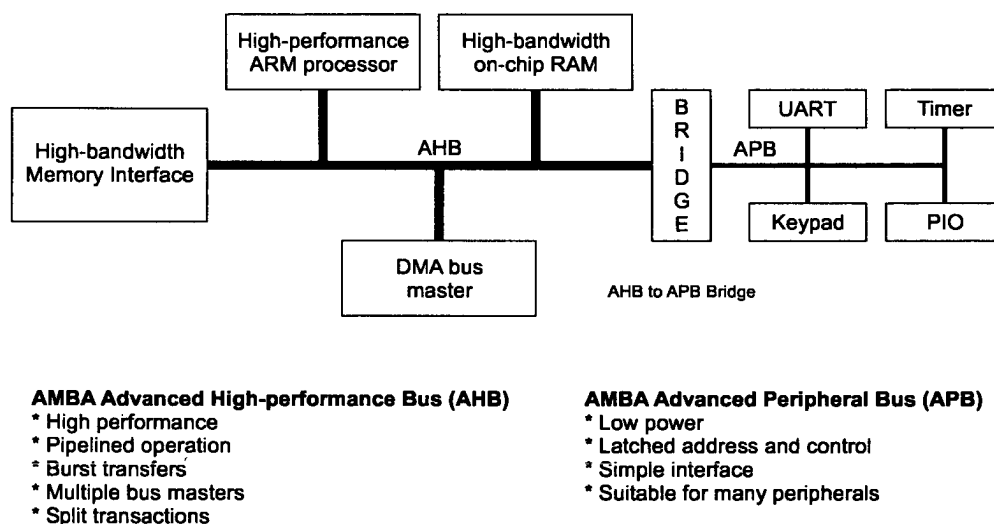 High-performance
ARM processor
High-bandwidth
on-chip RAM
High-bandwidth
Memory Interface
AHB
BRIDGE
APB
UART
Timer
Keypad
PIO
DMA bus
master
AHB to APB Bridge
AMBA Advanced High-performance Bus (AHB)
* High performance
* Pipelined operation
* Burst transfers
* Multiple bus masters
* Split transactions
AMBA Advanced Peripheral Bus (APB)
* Low power
* Latched address and control
* Simple interface
* Suitable for many peripherals